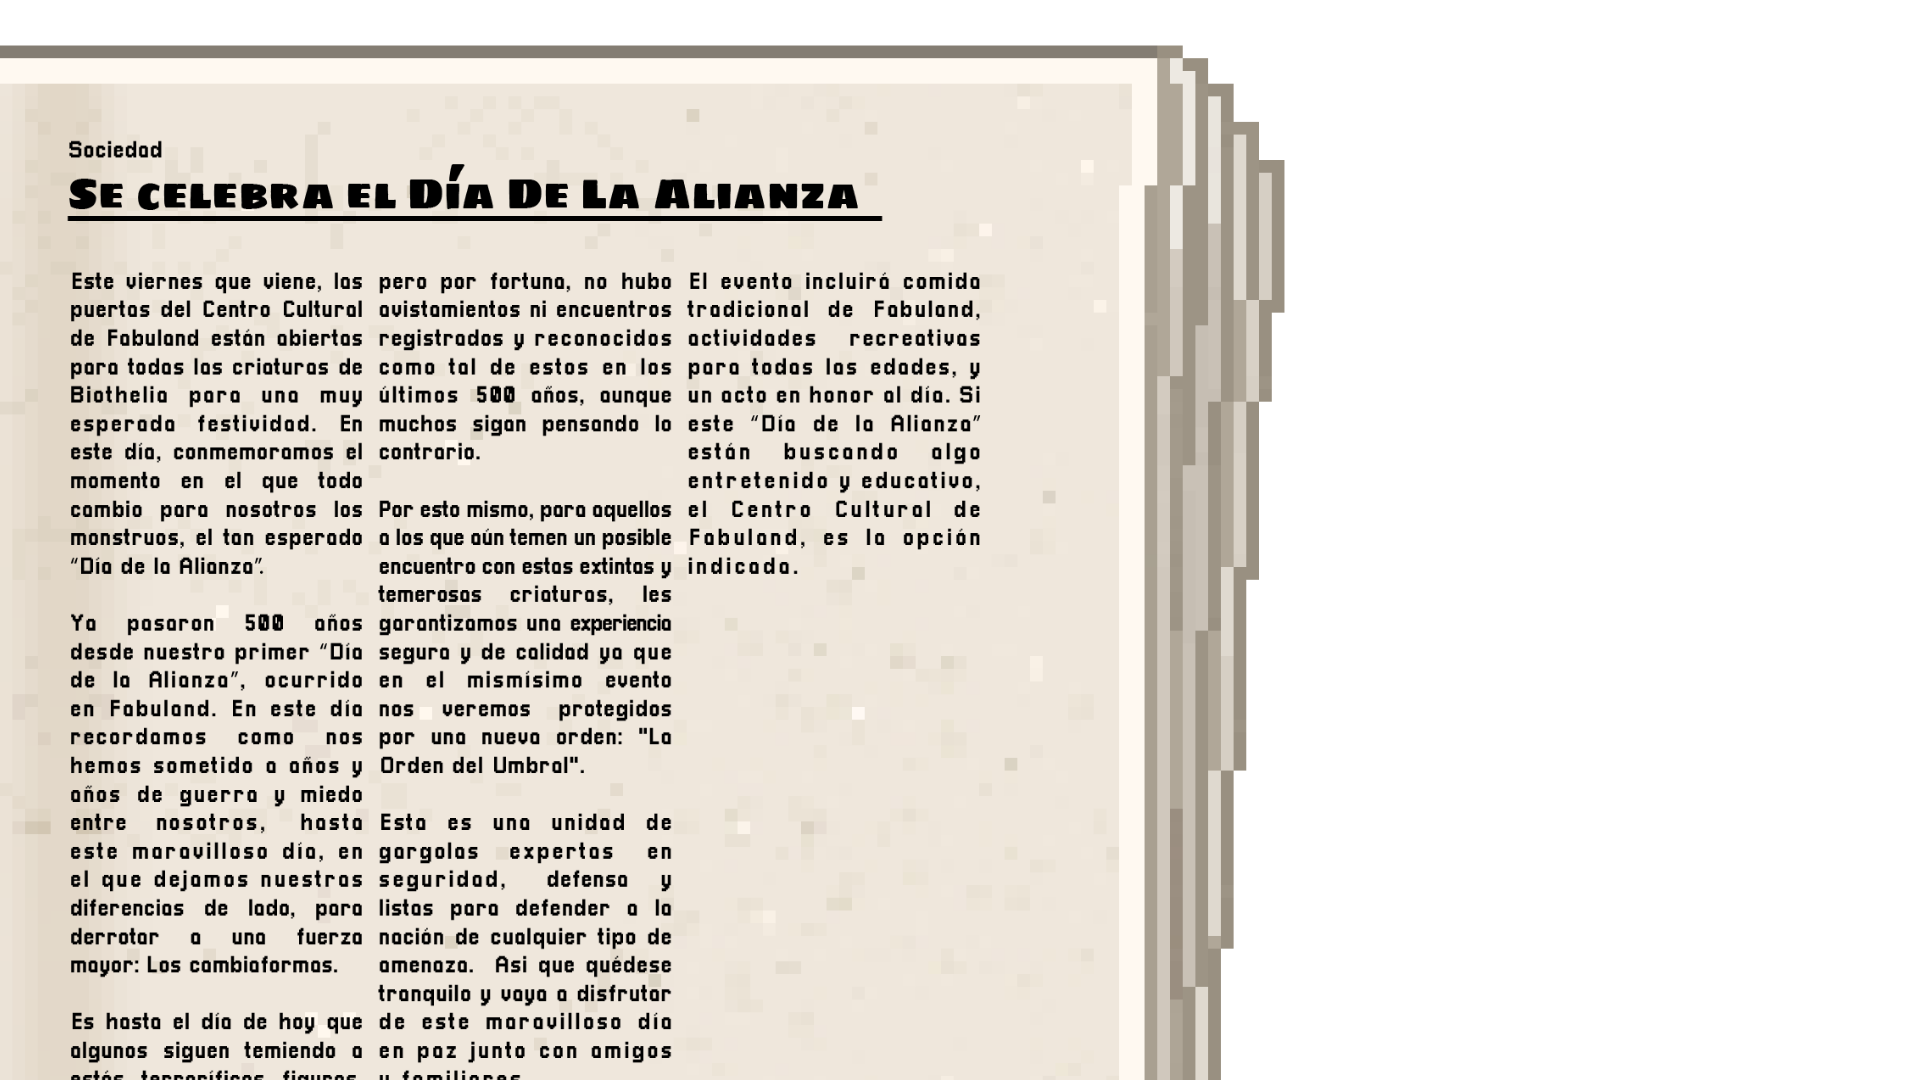 Sociedad
Se celebra el Día De La Alianza
Este viernes que viene, las
puertas del Centro Cultural
de Fabuland están abiertas
para todas las criaturas de
Biothelia para una muy
esperada festividad. En
este día, conmemoramos el
momento en el que todo
cambio para nosotros los
monstruos, el tan esperado
“Día de la Alianza”.
Ya pasaron 500 años
desde nuestro primer “Día
de la Alianza”, ocurrido
en Fabuland. En este día
recordamos como nos
hemos sometido a años y
años de guerra y miedo
entre nosotros, hasta
este maravilloso día, en
el que dejamos nuestras
diferencias de lado, para
derrotar a una fuerza
mayor: Los cambiaformas.
Es hasta el día de hoy que
algunos siguen temiendo a
estás terroríficas figuras,
pero por fortuna, no hubo
avistamientos ni encuentros
registrados y reconocidos
como tal de estos en los
últimos 500 años, aunque
muchos sigan pensando lo
contrario.
Por esto mismo, para aquellos
a los que aún temen un posible
encuentro con estas extintas y
temerosas criaturas, les
garantizamos una experiencia
segura y de calidad ya que
en el mismísimo evento
nos veremos protegidos
por una nueva orden: "La
Orden del Umbral".
Esta es una unidad de
gargolas expertas en
seguridad, defensa y
listas para defender a la
nación de cualquier tipo de
amenaza. Asi que quédese
tranquilo y vaya a disfrutar
de este maravilloso día
en paz junto con amigos
y familiares.
El evento incluirá comida
tradicional de Fabuland,
actividades recreativas
para todas las edades, y
un acto en honor al día. Si
este “Día de la Alianza”
están buscando algo
entretenido y educativo,
el Centro Cultural de
Fabuland, es la opción
indicada.